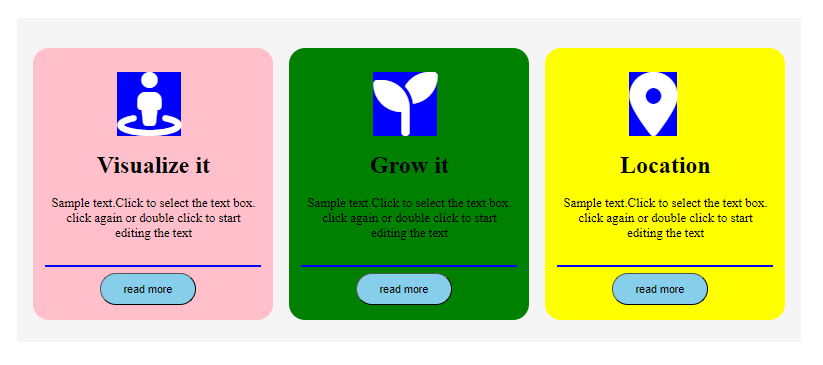 Visualize it
Sample text.Click to select the text box.
click again or double click to start
editing the text
read more
Grow it
Sample text.Click to select the text box.
click again or double click to start
editing the text
read more
Location
Sample text.Click to select the text box.
click again or double click to start
editing the text
read more